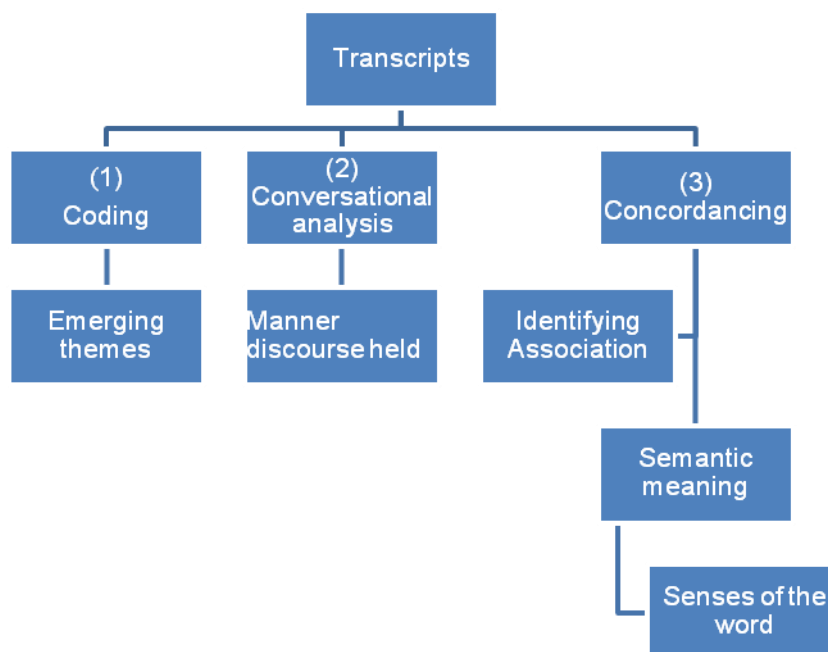 Transcripts
(1)
Coding
(2)
Conversational
analysis
(3)
Concordancing
Emerging
themes
Manner
discourse held
Identifying
Association
Semantic
meaning
Senses of the
word